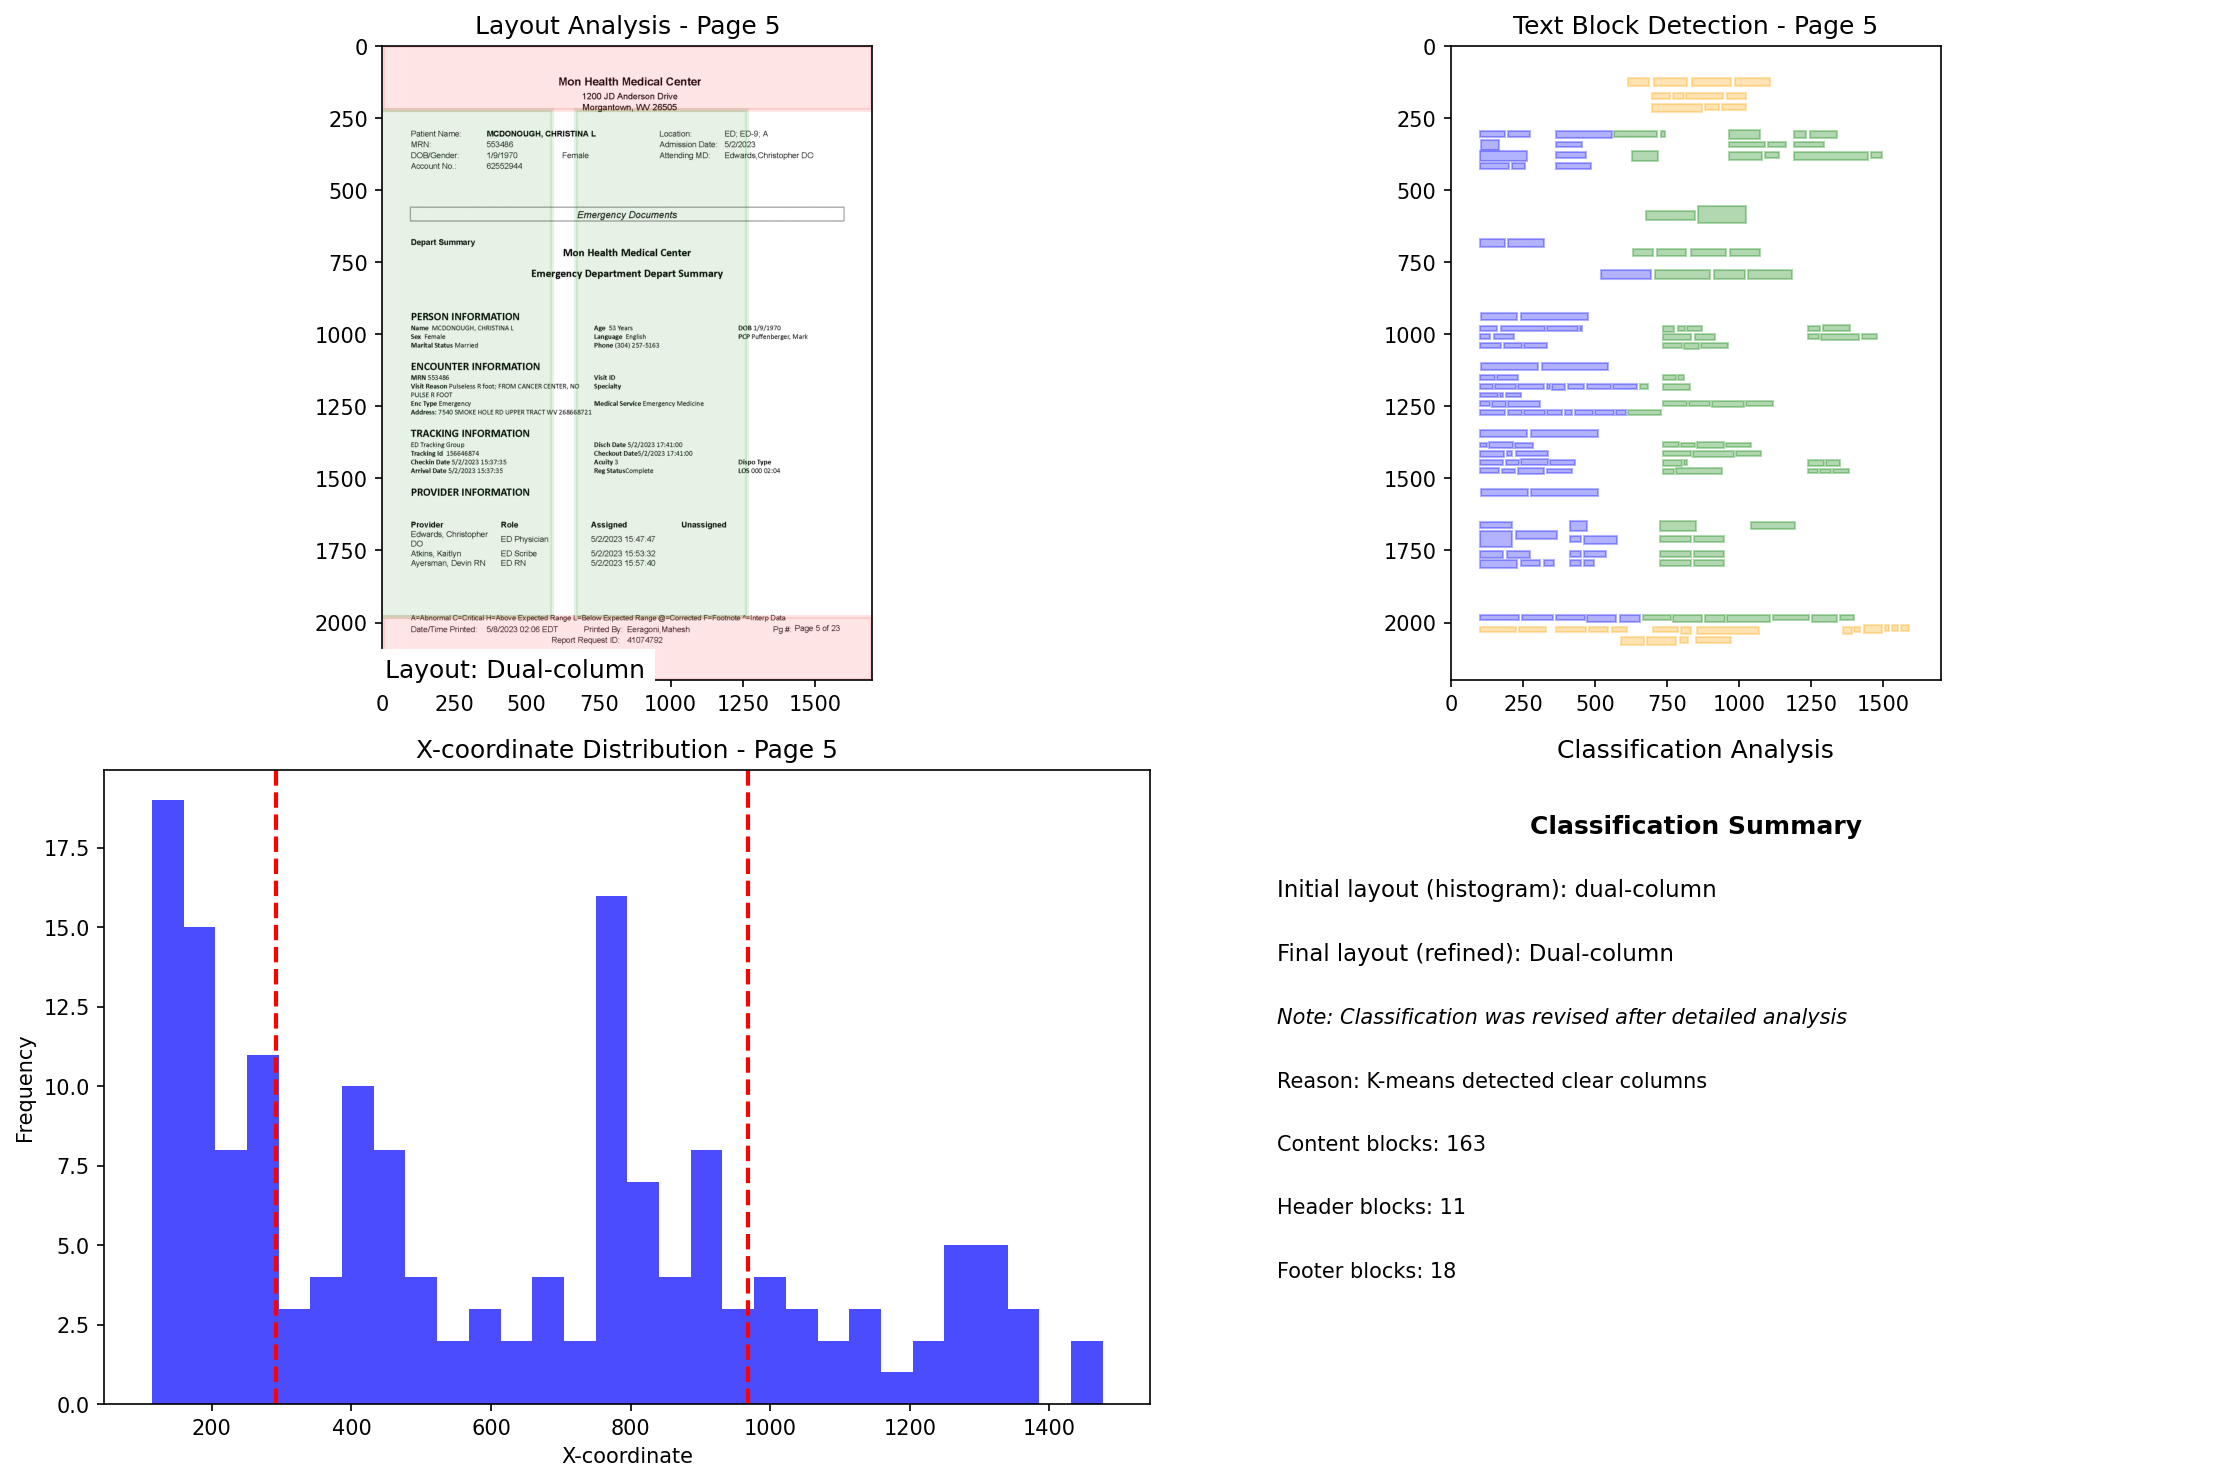 Layout Analysis - Page 5
0
250
500
750
1000
1250
1500
1750
2000
Mon Health Medical Center
1200 JD Anderson Drive
Morgantown, WV 26505
Patient Name: MCDONOUGH, CHRISTINA L Location: ED; ED-9; A
MRN: 553486 Admission Date: 5/2/2023
DOB/Gender: 1/9/1970 Female Attending MD: Edwards,Christopher DO
Account No.: 62552944
Emergency Documents
Depart Summary
Mon Health Medical Center
Emergency Department Depart Summary
PERSON INFORMATION
Name MCDONOUGH, CHRISTINA L Age 53 Years DOB 1/9/1970
Sex Female Language English PCP Puffenberger, Mark
Marital Status Married Phone (304) 257-5163
ENCOUNTER INFORMATION
MRN 553486 Visit ID
Visit Reason Pulseless R foot; FROM CANCER CENTER, NO Specialty
PULSE R FOOT
Enc Type Emergency Medical Service Emergency Medicine
Address: 7540 SMOKE HOLE RD UPPER TRACT WV 268668721
TRACKING INFORMATION
ED Tracking Group Disch Date 5/2/2023 17:41:00
Tracking Id 156646874 Checkout Date5/2/2023 17:41:00
Checkin Date 5/2/2023 15:37:35 Acuity 3 Dispo Type
Arrival Date 5/2/2023 15:37:35 Reg StatusComplete LOS 000 02:04
PROVIDER INFORMATION
Provider Role Assigned Unassigned
Edwards, Christopher
DO ED Physician 5/2/2023 15:47:47
Atkins, Kaitlyn ED Scribe 5/2/2023 15:53:32
Ayersman, Devin RN ED RN 5/2/2023 15:57:40
A=Abnormal C=Critical H=Above Expected Range L=Below Expected Range @=Corrected F=Footnote ^=Interp Data
Date/Time Printed: 5/8/2023 02:06 EDT Printed By: Eeragoni,Mahesh Pg #: Page 5 of 23
Report Request ID: 41074792
Layout: Dual-column
0 250 500 750 1000 1250 1500
Text Block Detection - Page 5
0
250
500
750
1000
1250
1500
1750
2000
0 250 500 750 1000 1250 1500
X-coordinate Distribution - Page 5
Frequency
17.5
15.0
12.5
10.0
7.5
5.0
2.5
0.0
200 400 600 800 1000 1200 1400
X-coordinate
Classification Analysis
Classification Summary
Initial layout (histogram): dual-column
Final layout (refined): Dual-column
Note: Classification was revised after detailed analysis
Reason: K-means detected clear columns
Content blocks: 163
Header blocks: 11
Footer blocks: 18